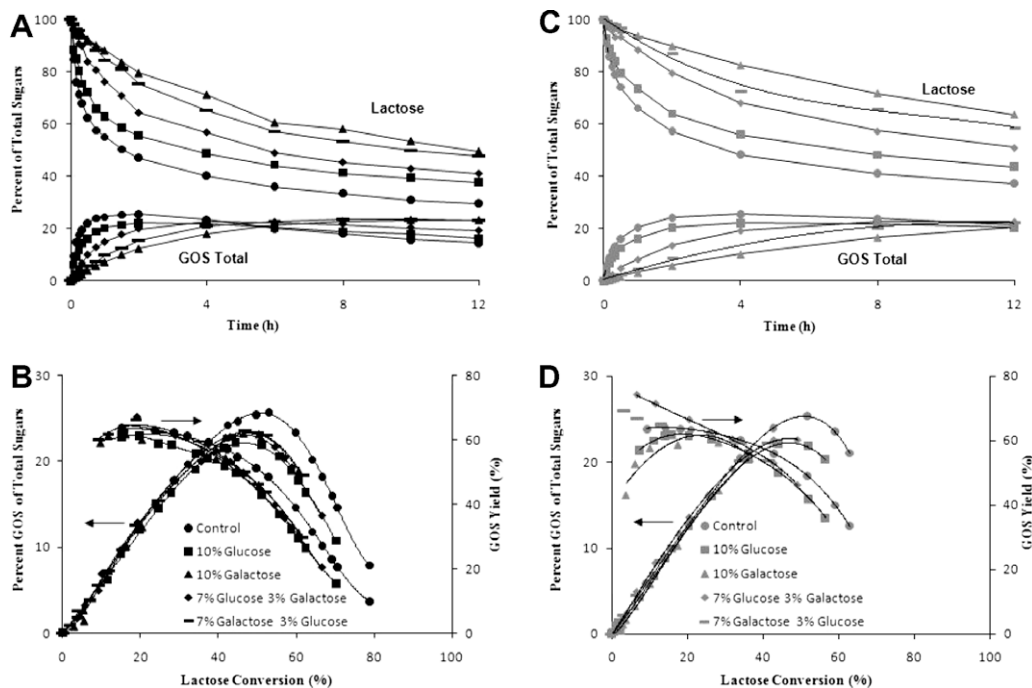 A
100
80
60
40
20
0
Percent of Total Sugars
Lactose
GOS Total
0
4
8
12
Time (h)
C
100
80
60
40
20
0
Percent of Total Sugars
Lactose
GOS Total
0
4
8
12
Time (h)
B
30
20
10
0
Percent GOS of Total Sugars
80
60
40
20
0
GOS Yield (%)
Control
10% Glucose
10% Galactose
7% Glucose 3% Galactose
7% Galactose 3% Glucose
0
20
40
60
80
100
Lactose Conversion (%)
D
30
20
10
0
Percent GOS of Total Sugars
80
60
40
20
0
GOS Yield (%)
Control
10% Glucose
10% Galactose
7% Glucose 3% Galactose
7% Galactose 3% Glucose
0
20
40
60
80
100
Lactose Conversion (%)